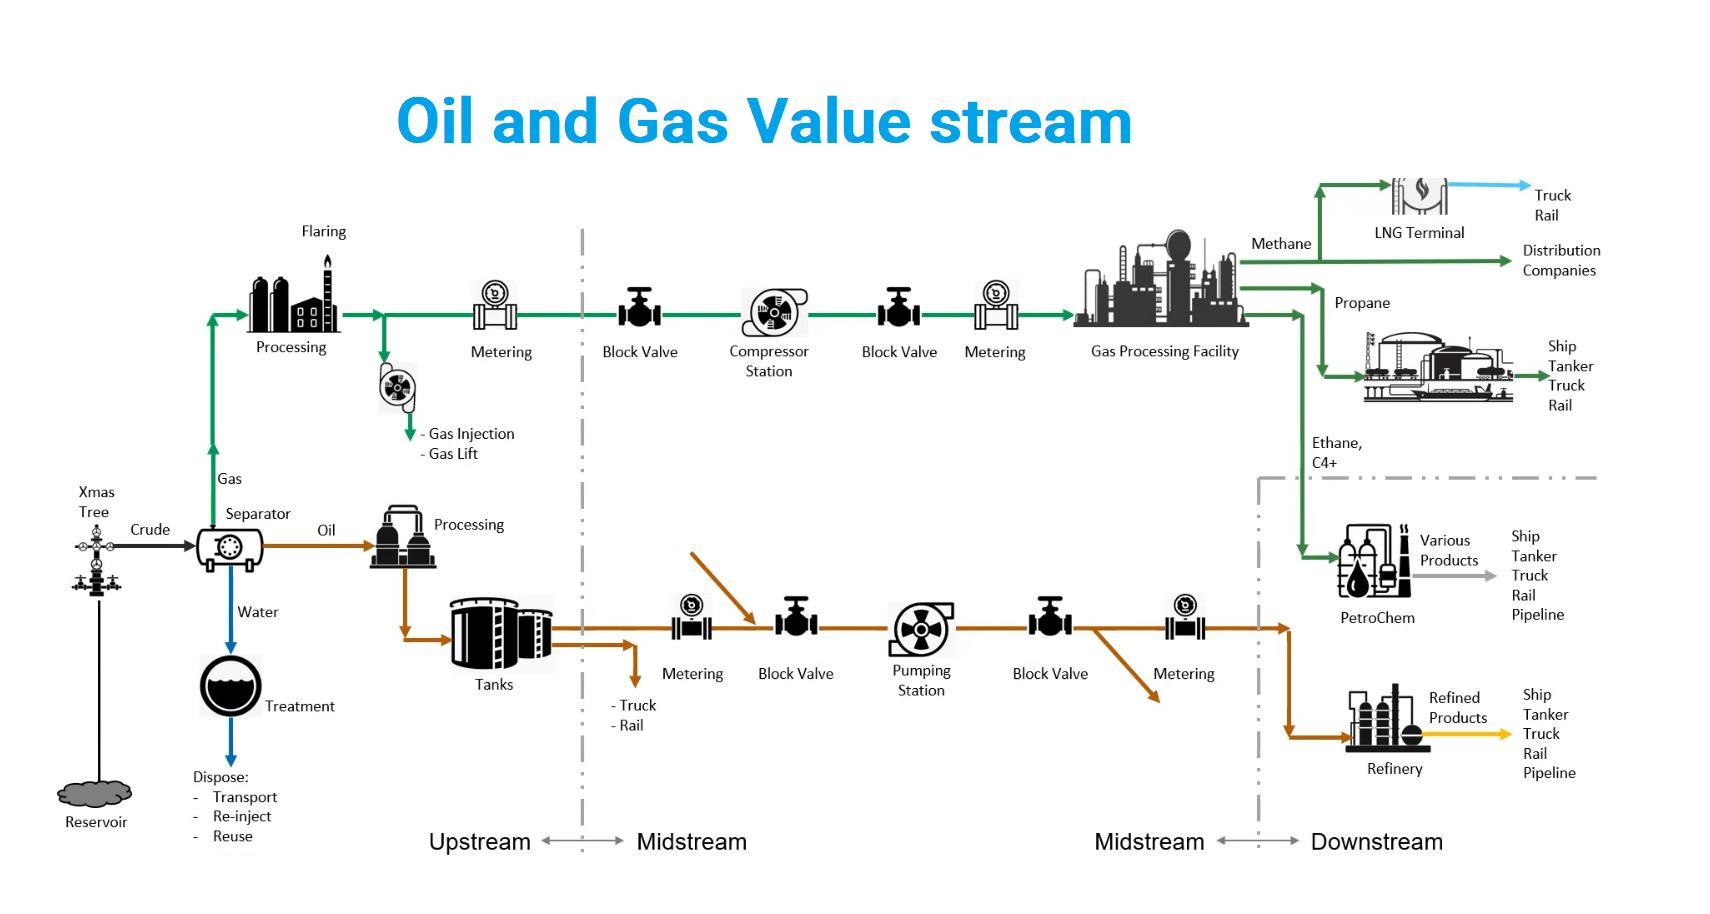 Oil and Gas Value stream
Flaring
Processing
Metering
Block Valve
Compressor
Station
Block Valve
Metering
Gas Processing Facility
Methane
LNG Terminal
Truck
Rail
Distribution
Companies
Propane
Ship
Tanker
Truck
Rail
Ethane,
C4+
- Gas Injection
- Gas Lift
Gas
Xmas
Tree
Crude
Separator
Oil
Processing
Water
Treatment
Dispose:
- Transport
- Re-inject
- Reuse
Reservoir
Tanks
- Truck
- Rail
Metering
Block Valve
Pumping
Station
Block Valve
Metering
PetroChem
Various
Products
Ship
Tanker
Truck
Rail
Pipeline
Refinery
Refined
Products
Ship
Tanker
Truck
Rail
Pipeline
Upstream
Midstream
Midstream
Downstream